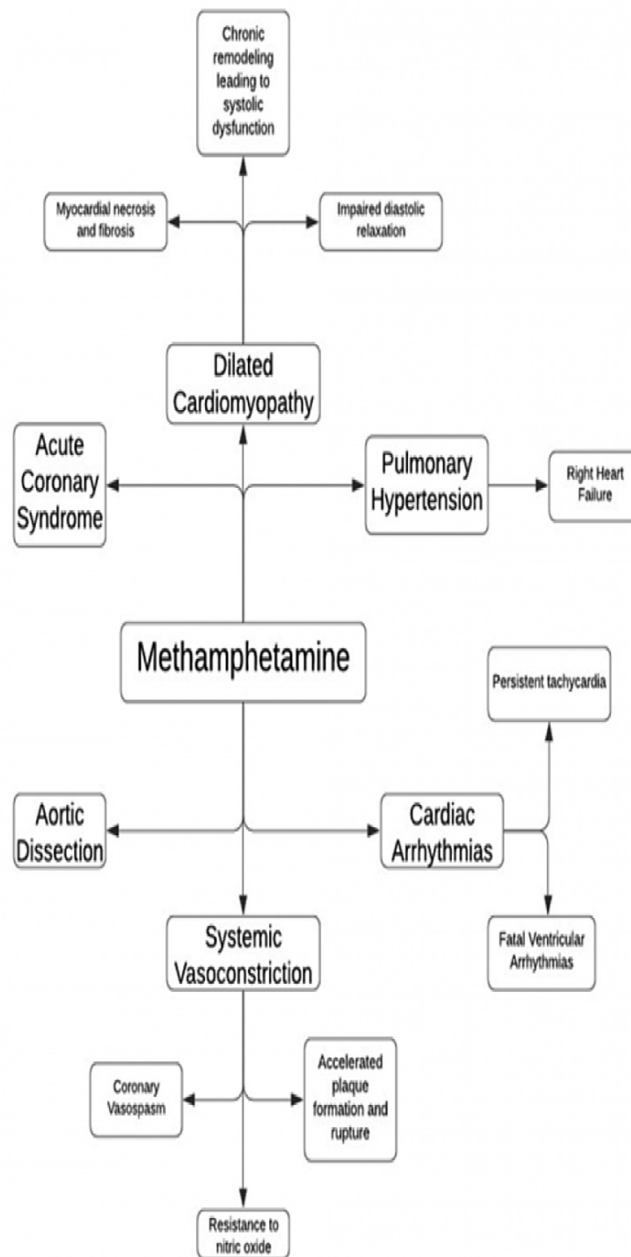 Chronic
remodeling
leading to
systolic
dysfunction
Myocardial necrosis
and fibrosis
Impaired diastolic
relaxation
Dilated
Cardiomyopathy
Acute
Coronary
Syndrome
Pulmonary
Hypertension
Right Heart
Failure
Methamphetamine
Persistent tachycardia
Aortic
Dissection
Cardiac
Arrhythmias
Systemic
Vasoconstriction
Fatal Ventricular
Arrhythmias
Coronary
Vasospasm
Accelerated
plaque
formation and
rupture
Resistance to
nitric oxide